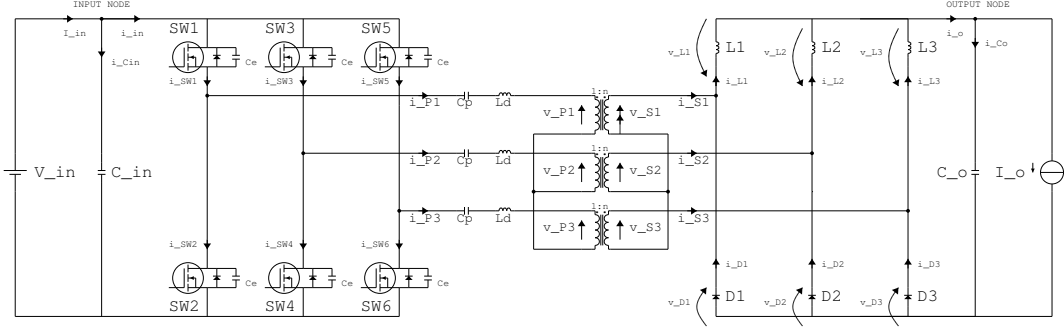 INPUT NODE
OUTPUT NODE
I_in
i_in
i_Cin
SW1
SW3
SW5
Ce
Ce
Ce
i_SW1
i_SW3
i_SW5
v_L1
L1
v_L2
L2
v_L3
L3
i_o
i_Co
i_L1
i_L2
i_L3
i_P1
Cp
Ld
1:n
v_P1
v_S1
i_S1
i_P2
Cp
Ld
1:n
v_P2
v_S2
i_S2
V_in
C_in
C_o
I_o
i_P3
Cp
Ld
1:n
v_P3
v_S3
i_S3
i_SW2
i_SW4
i_SW6
i_D1
i_D2
i_D3
Ce
Ce
Ce
SW2
SW4
SW6
v_D1
D1
v_D2
D2
v_D3
D3